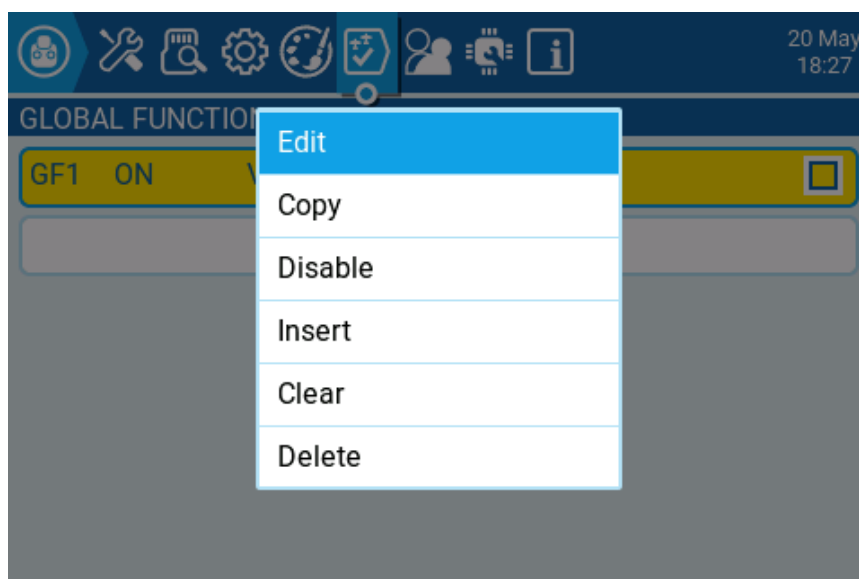 20 May
18:27
GLOBAL FUNCTIO
GF1 ON
Edit
Copy
Disable
Insert
Clear
Delete